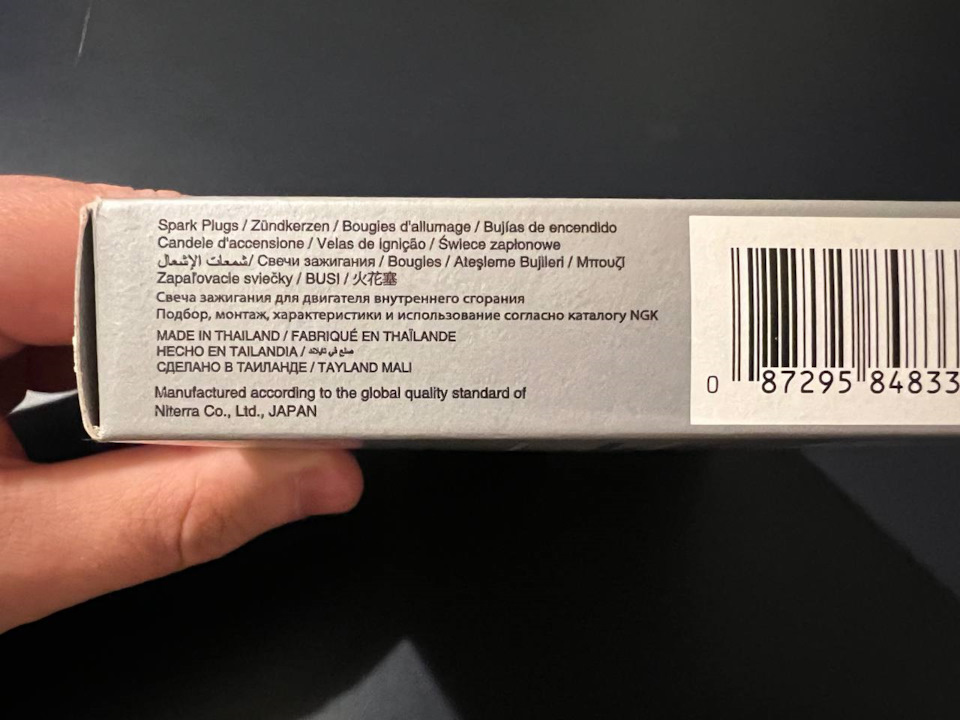 Spark Plugs / Zündkerzen / Bougies d'allumage / Bujías de encendido
Candele d'accensione / Velas de ignição / Świece zapłonowe
شمعات الإشعال / Свечи зажигания / Bougies / Ateşleme Bujileri / Μπουζί
Zapaľovacie sviečky / BUSI / 火花塞
Свеча зажигания для двигателя внутреннего сгорания
Подбор, монтаж, характеристики и использование согласно каталогу NGK
MADE IN THAILAND / FABRIQUÉ EN THAÏLANDE
HECHO EN TAILANDIA / صنع في تايلاند
СДЕЛАНО В ТАИЛАНДЕ / TAYLAND MALI
Manufactured according to the global quality standard of
Niterra Co., Ltd., JAPAN
0 87295 84833